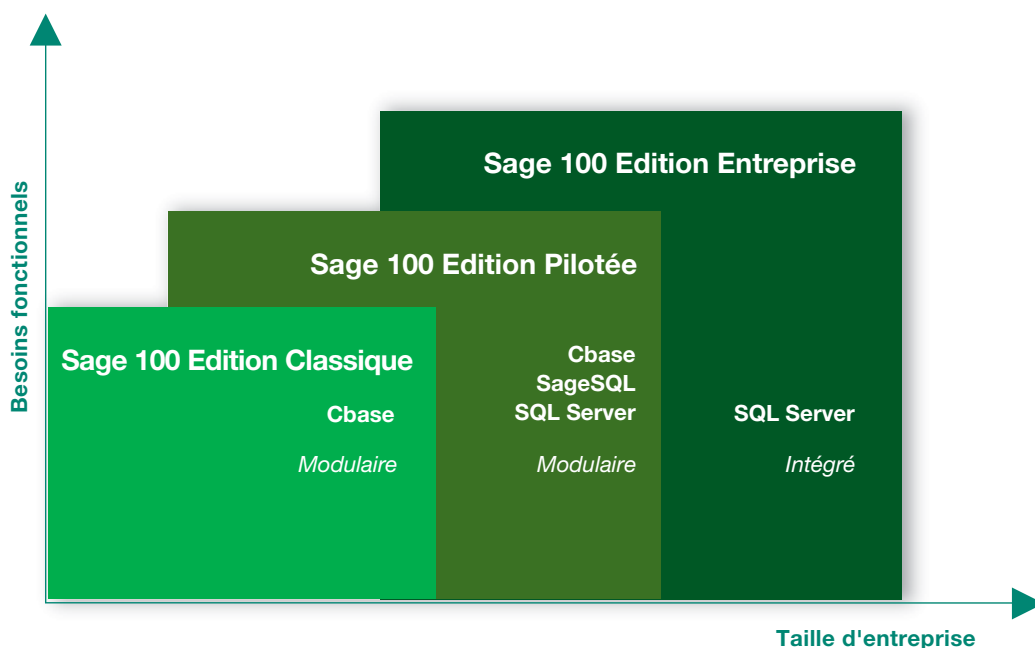 Besoins fonctionnels
Sage 100 Edition Entreprise
Sage 100 Edition Pilotée
Sage 100 Edition Classique
Cbase
Modulaire
Cbase
SageSQL
SQL Server
Modulaire
SQL Server
Intégré
Taille d'entreprise